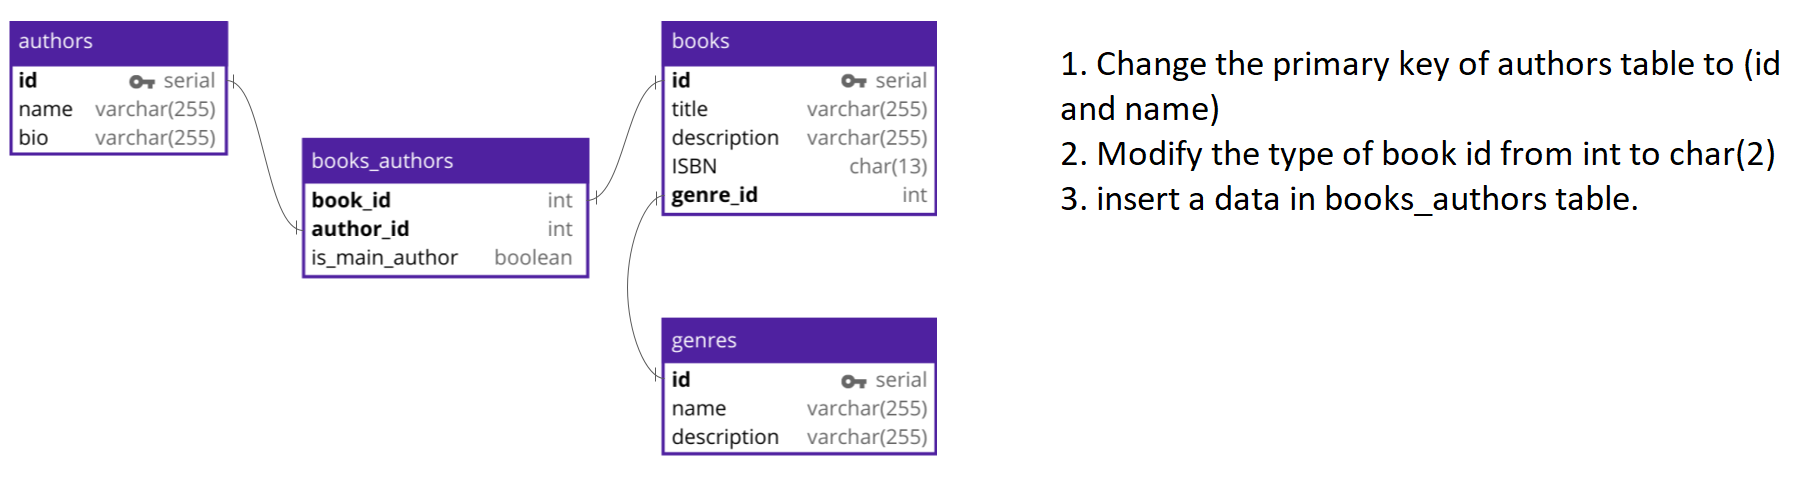 authors
id serial
name varchar(255)
bio varchar(255)
books_authors
book_id int
author_id int
is_main_author boolean
books
id serial
title varchar(255)
description varchar(255)
ISBN char(13)
genre_id int
genres
id serial
name varchar(255)
description varchar(255)
1. Change the primary key of authors table to (id
and name)
2. Modify the type of book id from int to char(2)
3. insert a data in books_authors table.